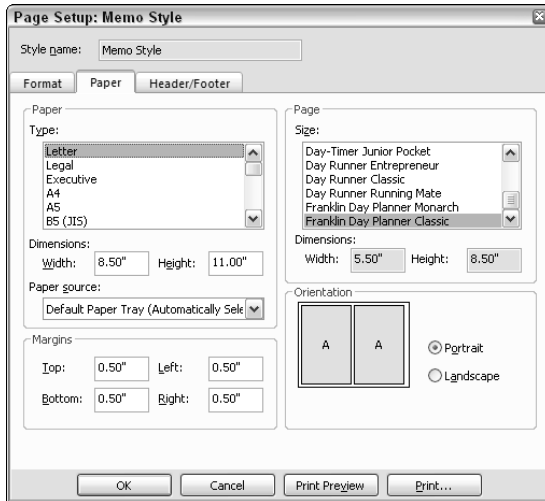 Page Setup: Memo Style
Style name: Memo Style
Format Paper Header/Footer
Paper
Type:
Letter
Legal
Executive
A4
A5
B5 (JIS)
Dimensions:
Width: 8.50" Height: 11.00"
Paper source:
Default Paper Tray (Automatically Sele
Margins
Top: 0.50" Left: 0.50"
Bottom: 0.50" Right: 0.50"
Page
Size:
Day-Timer Junior Pocket
Day Runner Entrepreneur
Day Runner Classic
Day Runner Running Mate
Franklin Day Planner Monarch
Franklin Day Planner Classic
Dimensions:
Width: 5.50" Height: 8.50"
Orientation
A A
Portrait
Landscape
OK Cancel Print Preview Print...